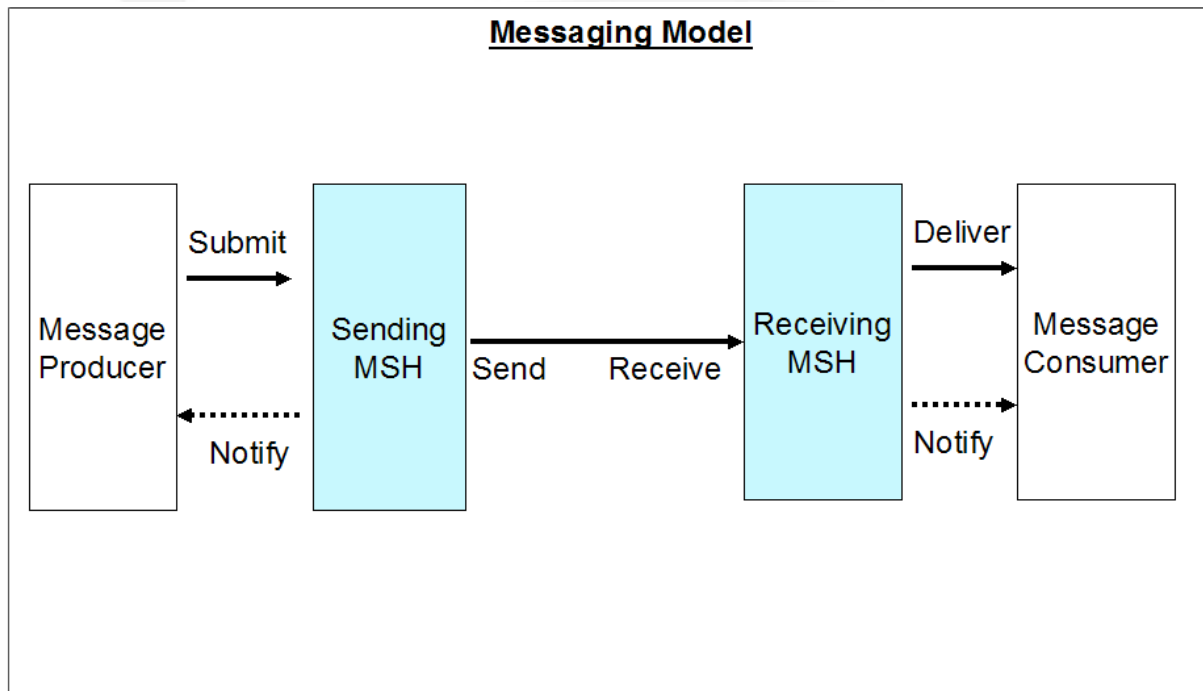 Messaging Model
Message
Producer
Submit
Notify
Sending
MSH
Send
Receive
Receiving
MSH
Deliver
Notify
Message
Consumer